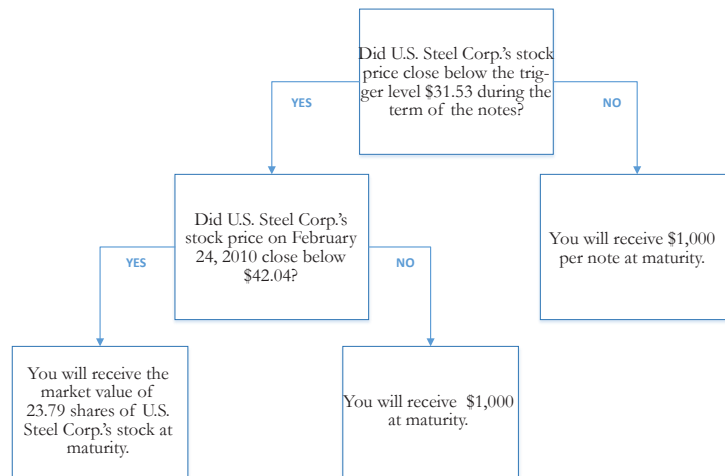 Did U.S. Steel Corp.'s stock
price close below the trig-
ger level $31.53 during the
term of the notes?
YES
NO
Did U.S. Steel Corp.'s
stock price on February
24, 2010 close below
$42.04?
You will receive $1,000
per note at maturity.
YES
NO
You will receive the
market value of
23.79 shares of U.S.
Steel Corp.'s stock at
maturity.
You will receive $1,000
at maturity.